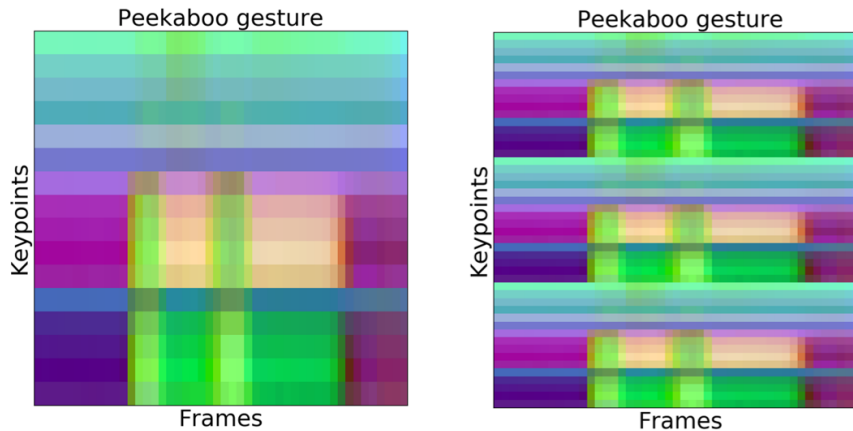 Peekaboo gesture
Keypoints
Frames
Peekaboo gesture
Keypoints
Frames